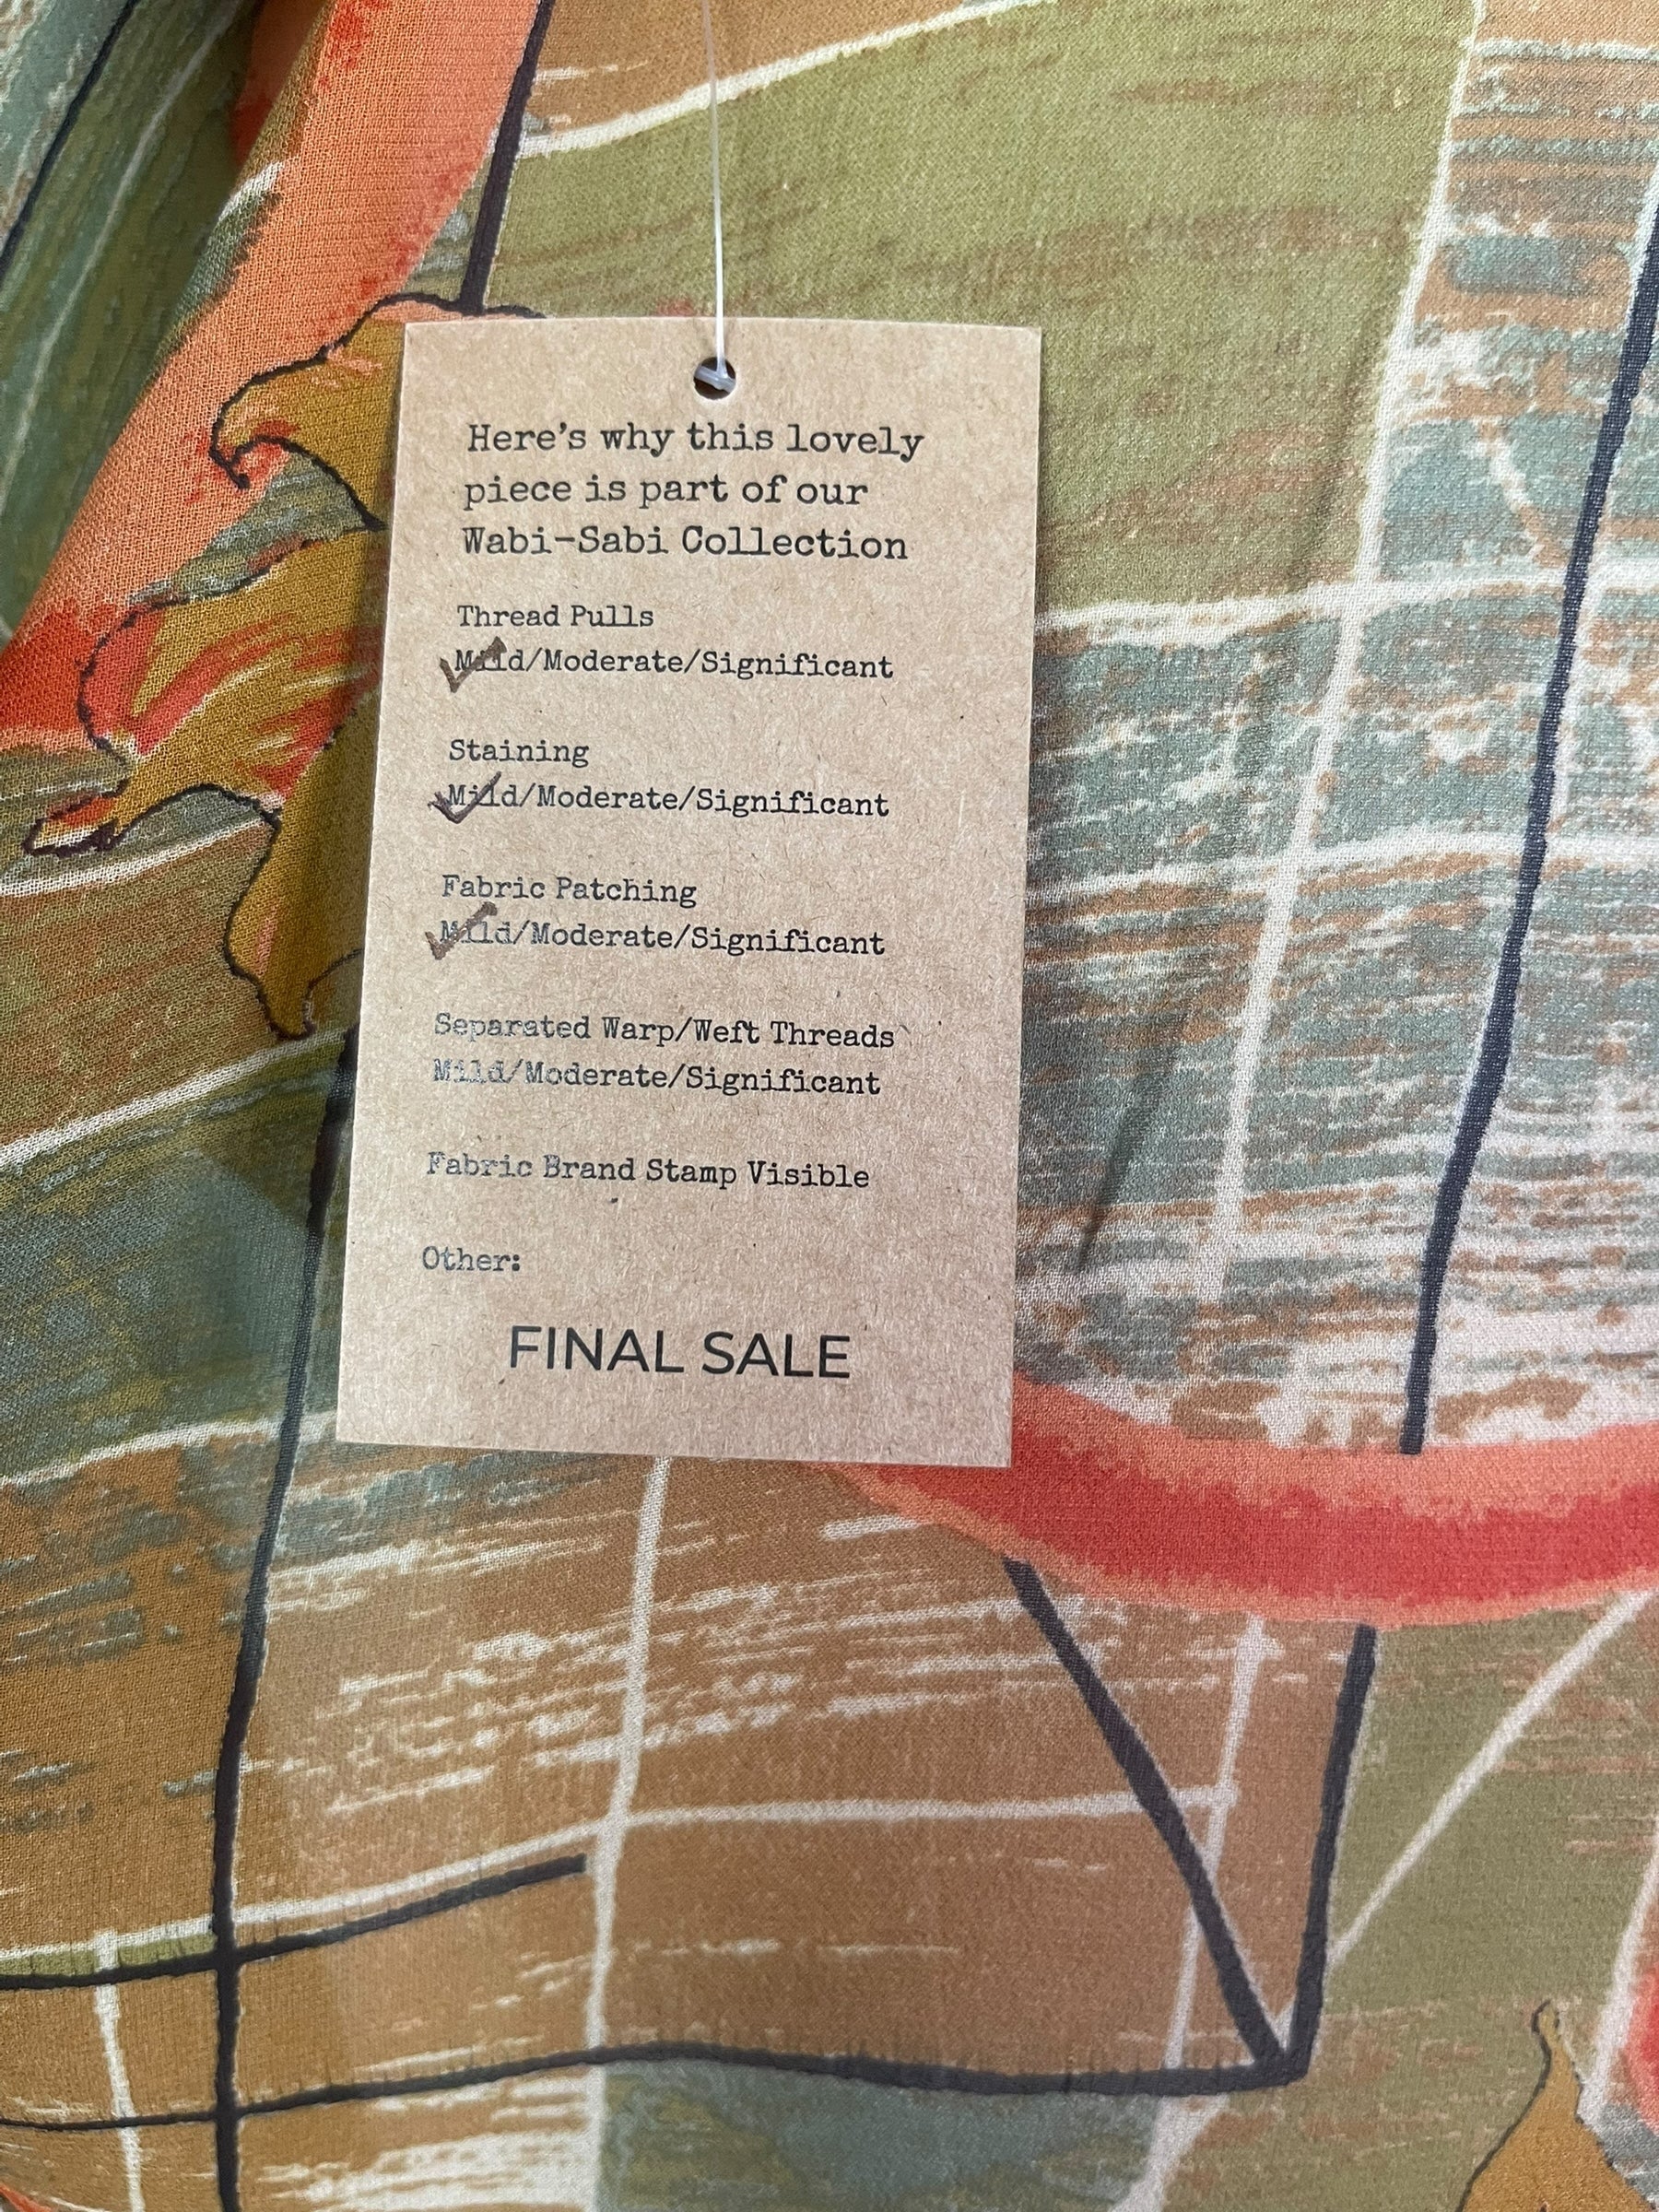 Here's why this lovely
piece is part of our
Wabi-Sabi Collection
Thread Pulls
Mild/Moderate/Significant
Staining
Mild/Moderate/Significant
Fabric Patching
Mild/Moderate/Significant
Separated Warp/Weft Threads
Mild/Moderate/Significant
Fabric Brand Stamp Visible
Other:
FINAL SALE